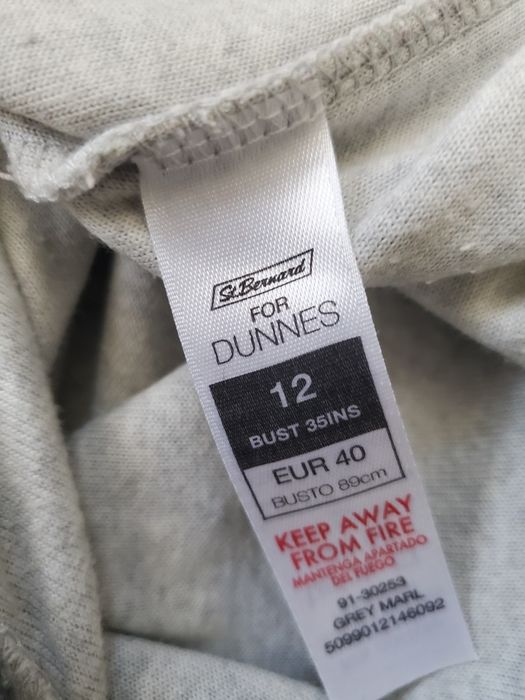 St.Bernard
FOR
DUNNES
12
BUST 35INS
EUR 40
BUSTO 89cm
KEEP AWAY
FROM FIRE
MANTENGA APARTADO
DEL FUEGO
91-30253
GREY MARL
5099012146092